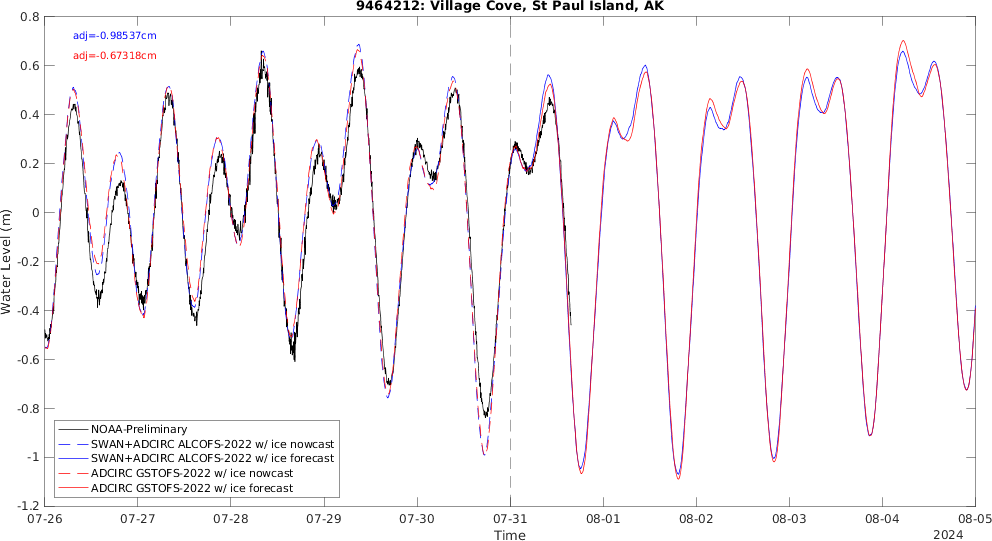 9464212: Village Cove, St Paul Island, AK
adj=-0.98537cm
adj=-0.67318cm
0.8
0.6
0.4
0.2
0
-0.2
-0.4
-0.6
-0.8
-1
-1.2
Water Level (m)
NOAA-Preliminary
SWAN+ADCIRC ALCOFS-2022 w/ ice nowcast
SWAN+ADCIRC ALCOFS-2022 w/ ice forecast
ADCIRC GSTOFS-2022 w/ ice nowcast
ADCIRC GSTOFS-2022 w/ ice forecast
07-26 07-27 07-28 07-29 07-30 07-31 08-01 08-02 08-03 08-04 08-05
Time
2024